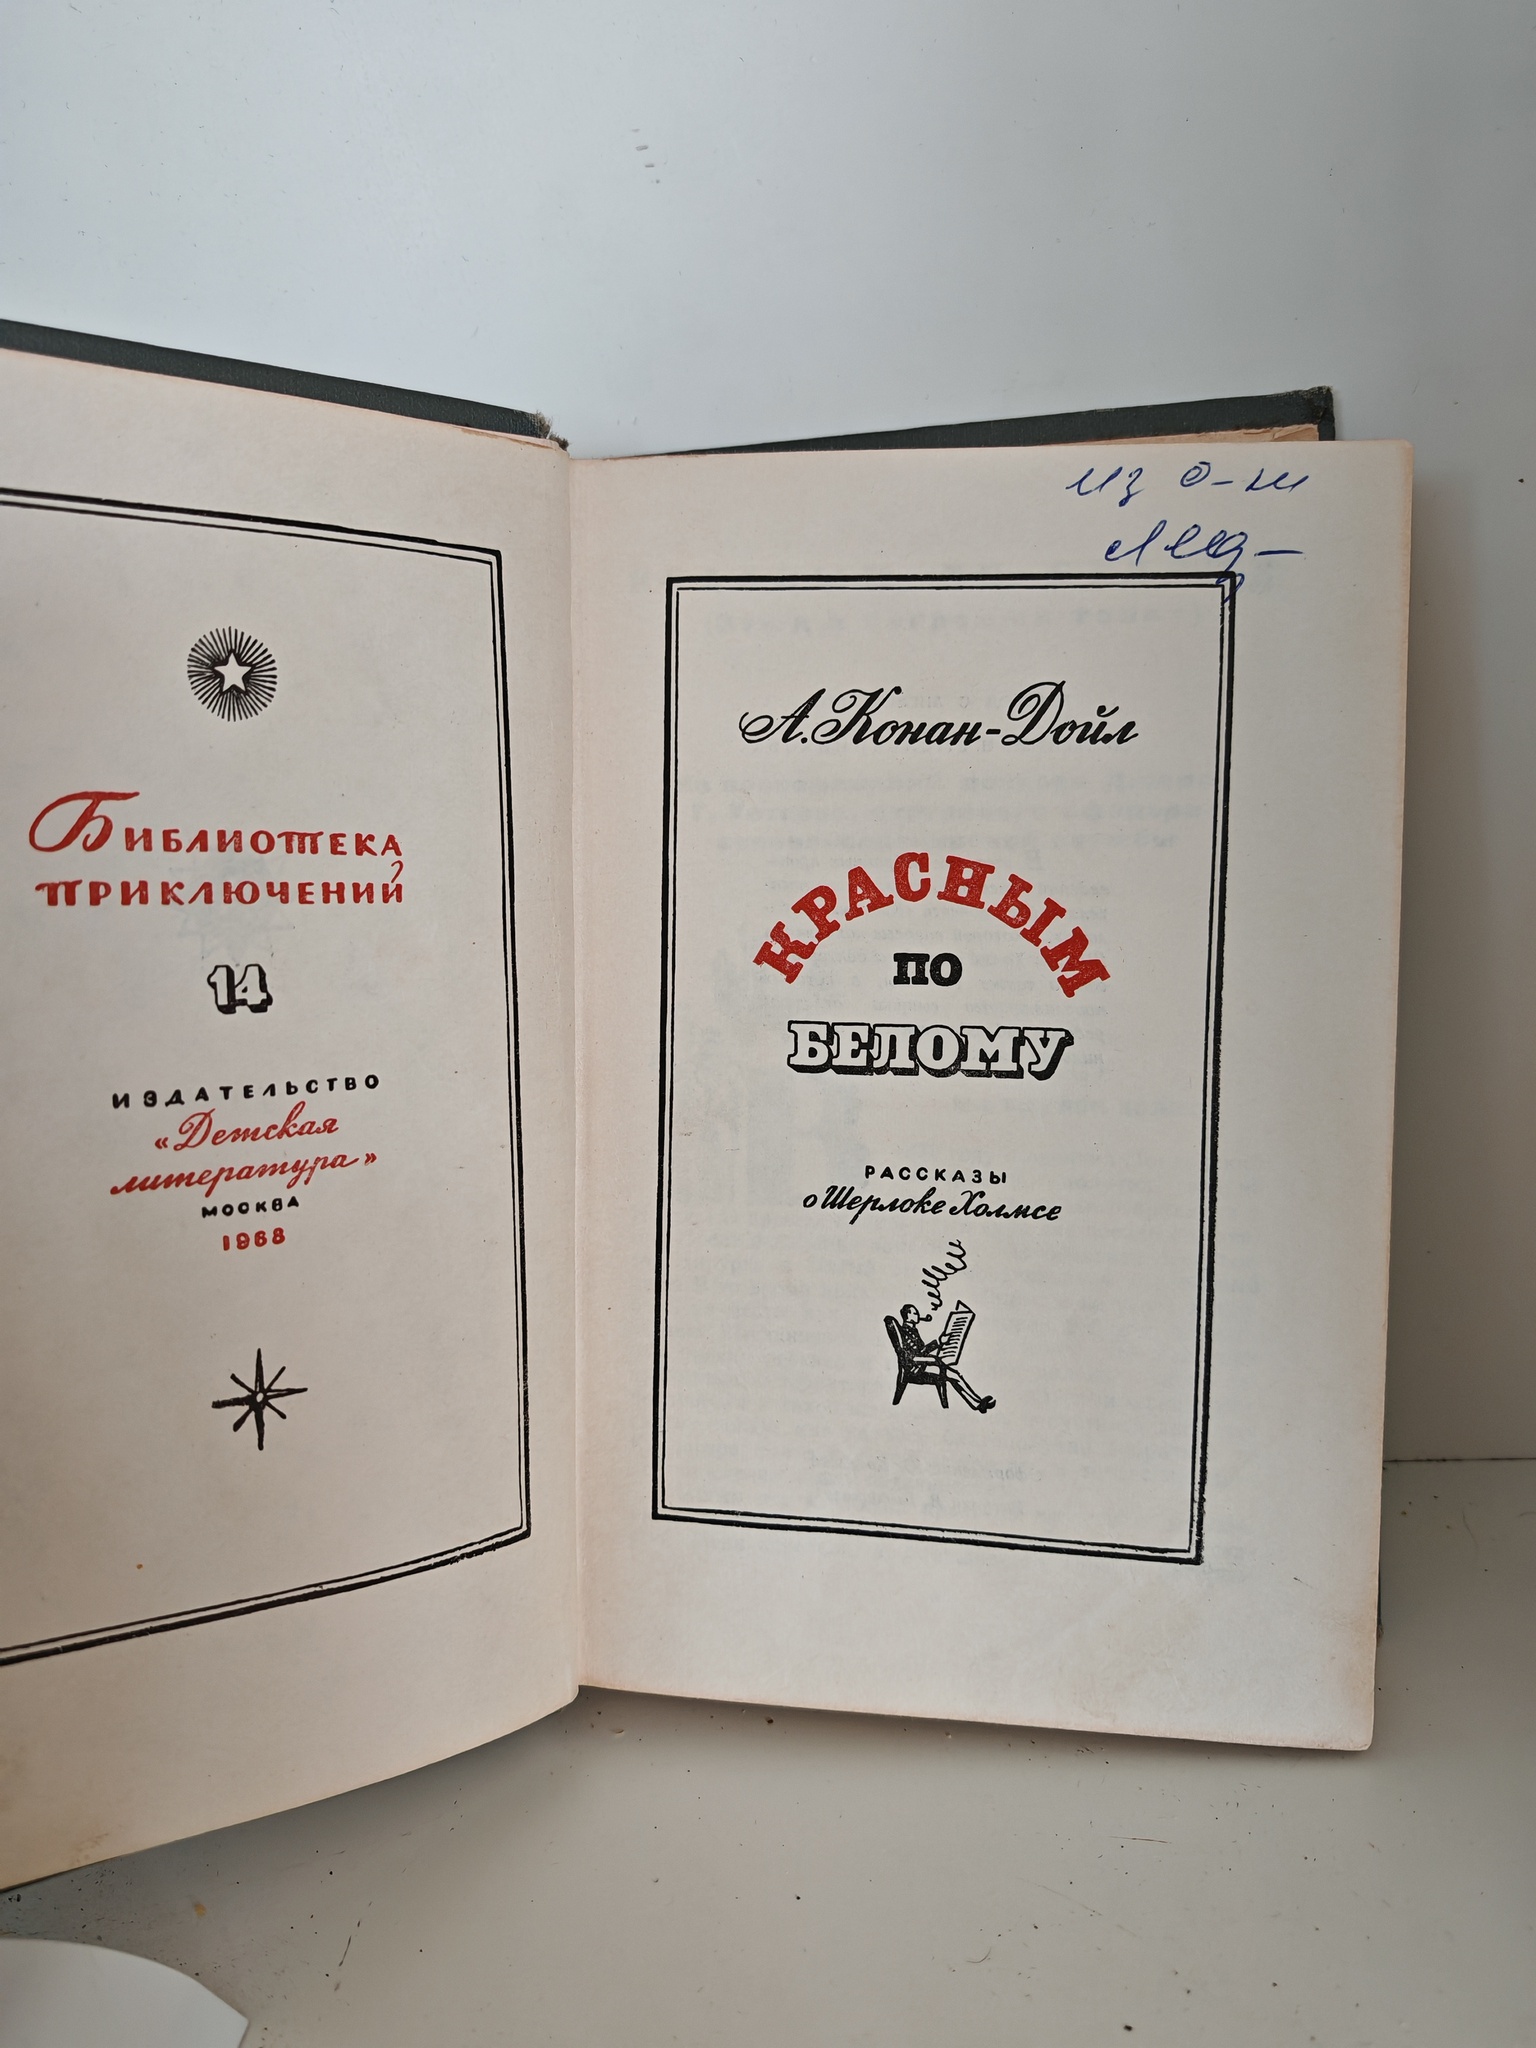 Библиотека
приключений
14
ИЗДАТЕЛЬСТВО
«Детская
литература»
МОСКВА
1968
из
А. Конан-Дойл
КРАСНЫМ
ПО
БЕЛОМУ
РАССКАЗЫ
о Шерлоке Холмсе